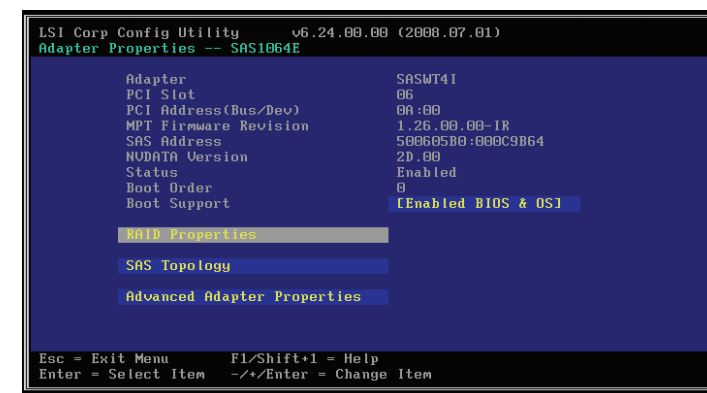 LSI Corp Config Utility v6.24.00.00 (2008.07.01)
Adapter Properties -- SAS1064E
Adapter SASWT4I
PCI Slot 06
PCI Address(Bus/Dev) 0A:00
MPT Firmware Revision 1.26.00.00-IR
SAS Address 500605B0:000C9B64
NVDATA Version 2D.00
Status Enabled
Boot Order 0
Boot Support [Enabled BIOS & OS]
RAID Properties
SAS Topology
Advanced Adapter Properties
Esc = Exit Menu F1/Shift+1 = Help
Enter = Select Item -/+/Enter = Change Item